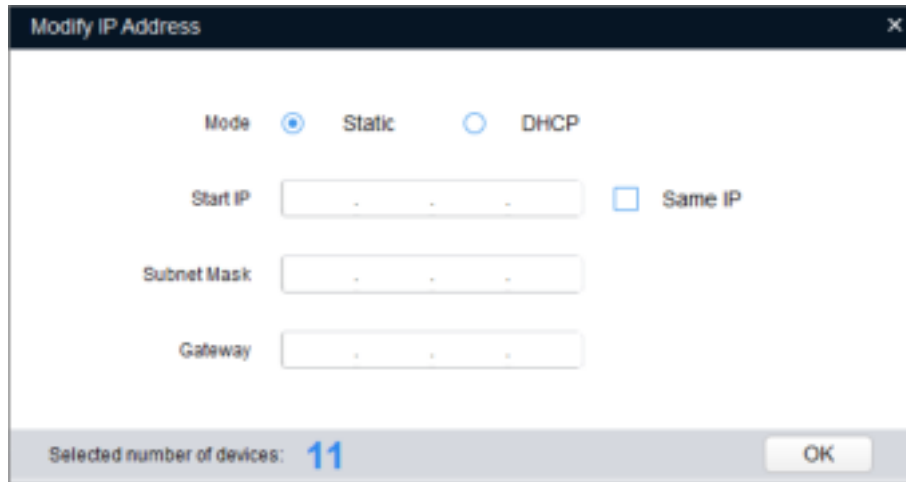 Modify IP Address ×
Mode Static DHCP
Start IP . . . Same IP
Subnet Mask . . .
Gateway . . .
Selected number of devices: 11 OK